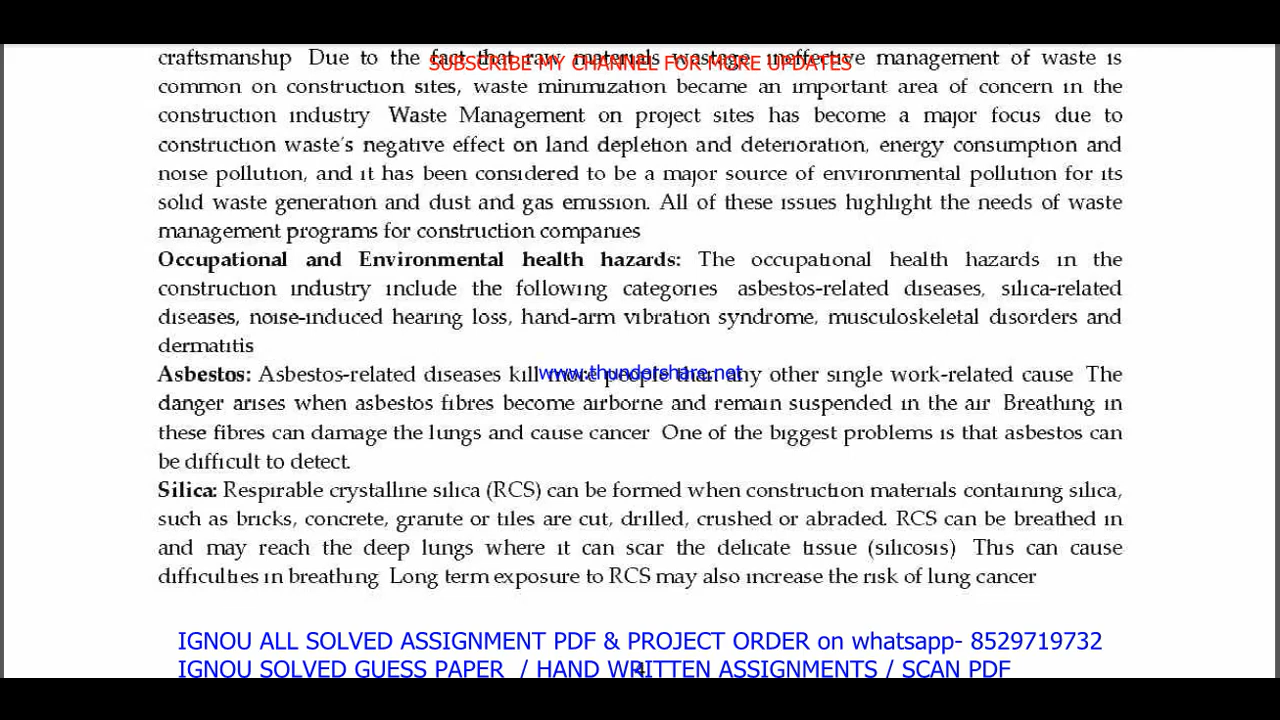 craftsmanship Due to the fact that raw materials wastage ineffective management of waste is
SUBSCRIBE MY CHANNEL FOR MORE UPDATES
common on construction sites, waste minimization became an important area of concern in the
construction industry Waste Management on project sites has become a major focus due to
construction waste's negative effect on land depletion and deterioration, energy consumption and
noise pollution, and it has been considered to be a major source of environmental pollution for its
solid waste generation and dust and gas emission. All of these issues highlight the needs of waste
management programs for construction companies
Occupational and Environmental health hazards: The occupational health hazards in the
construction industry include the following categories asbestos-related diseases, silica-related
diseases, noise-induced hearing loss, hand-arm vibration syndrome, musculoskeletal disorders and
dermatitis
Asbestos: Asbestos-related diseases kill more people than any other single work-related cause The
www.thundershare.net
danger arises when asbestos fibres become airborne and remain suspended in the air Breathing in
these fibres can damage the lungs and cause cancer One of the biggest problems is that asbestos can
be difficult to detect.
Silica: Respirable crystalline silica (RCS) can be formed when construction materials containing silica,
such as bricks, concrete, granite or tiles are cut, drilled, crushed or abraded. RCS can be breathed in
and may reach the deep lungs where it can scar the delicate tissue (silicosis) This can cause
difficulties in breathing Long term exposure to RCS may also increase the risk of lung cancer
IGNOU ALL SOLVED ASSIGNMENT PDF & PROJECT ORDER on whatsapp- 8529719732
IGNOU SOLVED GUESS PAPER / HAND WRITTEN ASSIGNMENTS / SCAN PDF
4